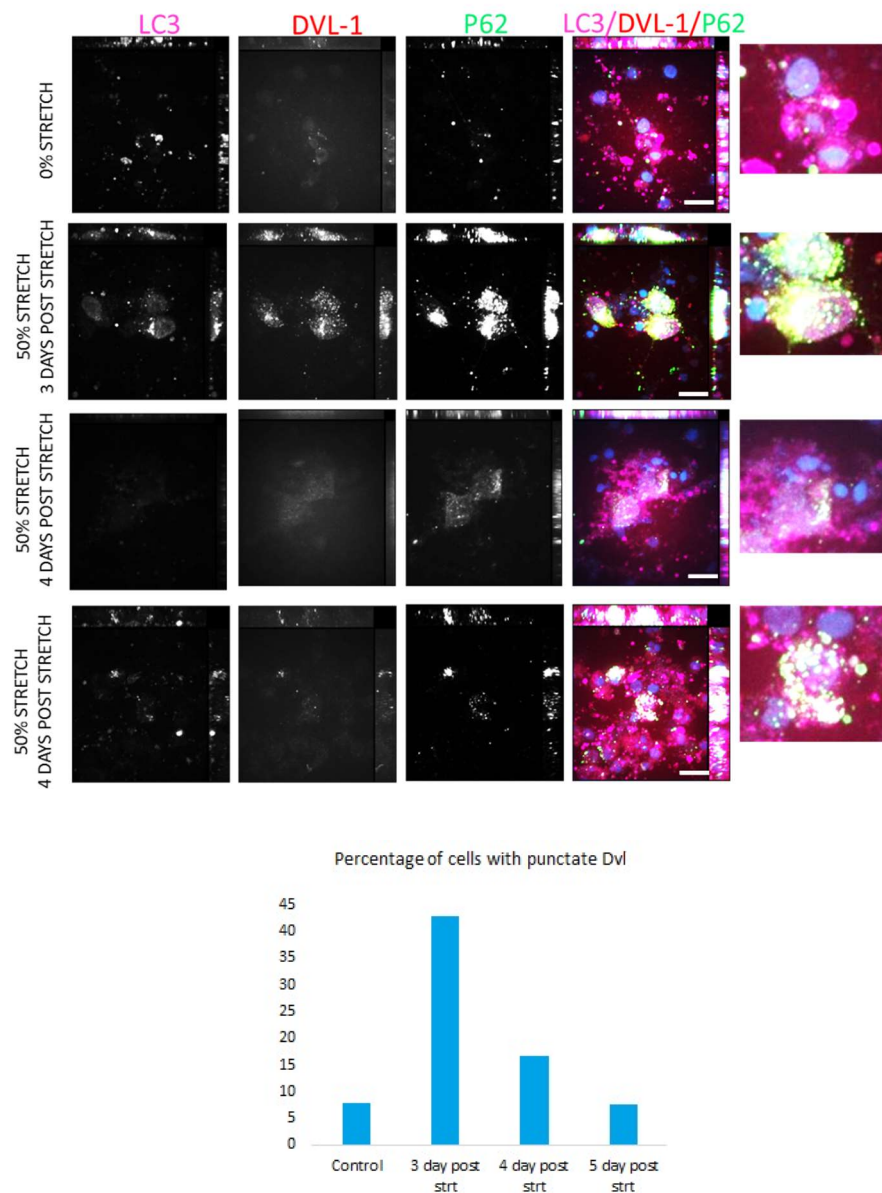 LC3 DVL-1 P62 LC3/DVL-1/P62
0% STRETCH
50% STRETCH
3 DAYS POST STRETCH
50% STRETCH
4 DAYS POST STRETCH
50% STRETCH
4 DAYS POST STRETCH
Percentage of cells with punctate Dvl
45
40
35
30
25
20
15
10
5
0
Control 3 day post 4 day post 5 day post
strt strt strt